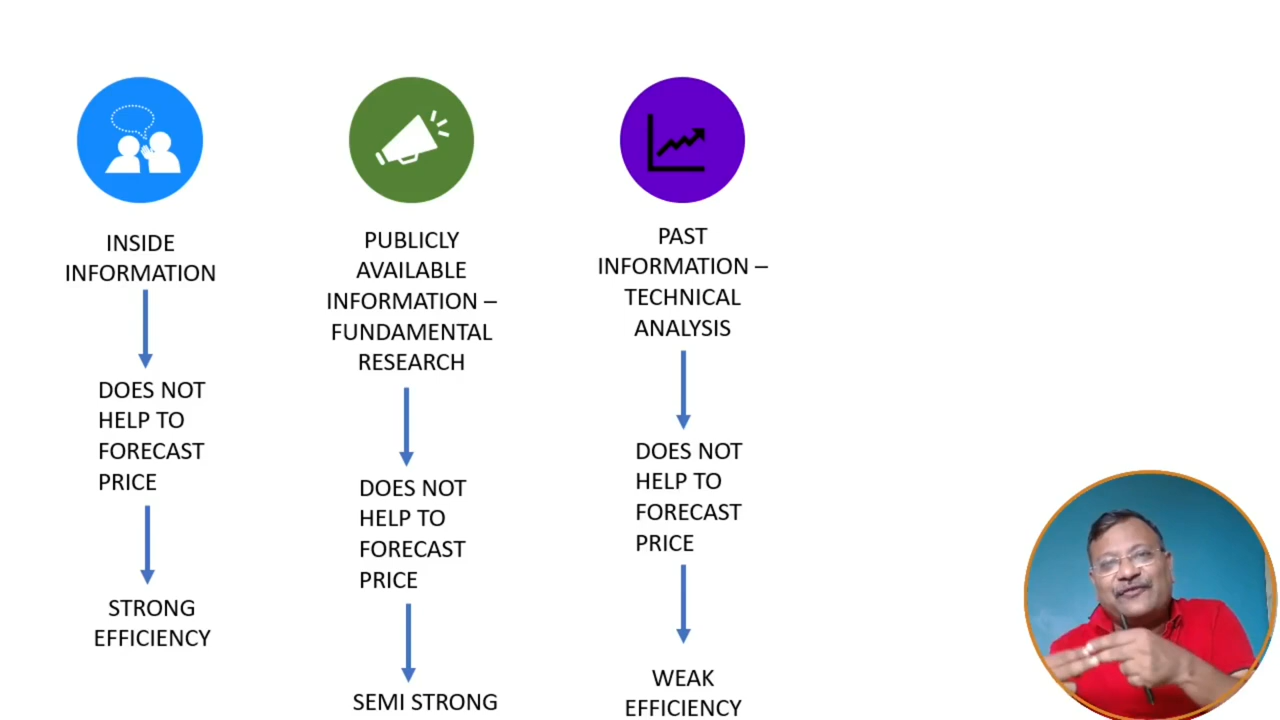 INSIDE
INFORMATION
DOES NOT
HELP TO
FORECAST
PRICE
STRONG
EFFICIENCY
PUBLICLY
AVAILABLE
INFORMATION –
FUNDAMENTAL
RESEARCH
DOES NOT
HELP TO
FORECAST
PRICE
SEMI STRONG
PAST
INFORMATION –
TECHNICAL
ANALYSIS
DOES NOT
HELP TO
FORECAST
PRICE
WEAK
EFFICIENCY